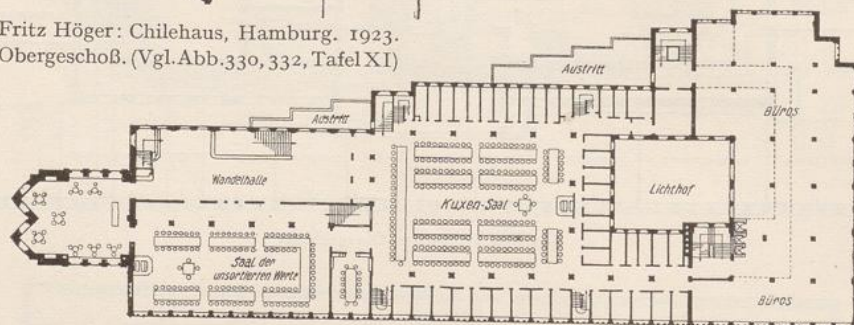 Fritz Höger: Chilehaus, Hamburg. 1923.
Obergeschoß. (Vgl.Abb.330, 332, Tafel XI)
Austritt
Austritt
Büros
Wandelhalle
Lichthof
Kuxen-Saal
Saal der
unsortierten Werte
Büros